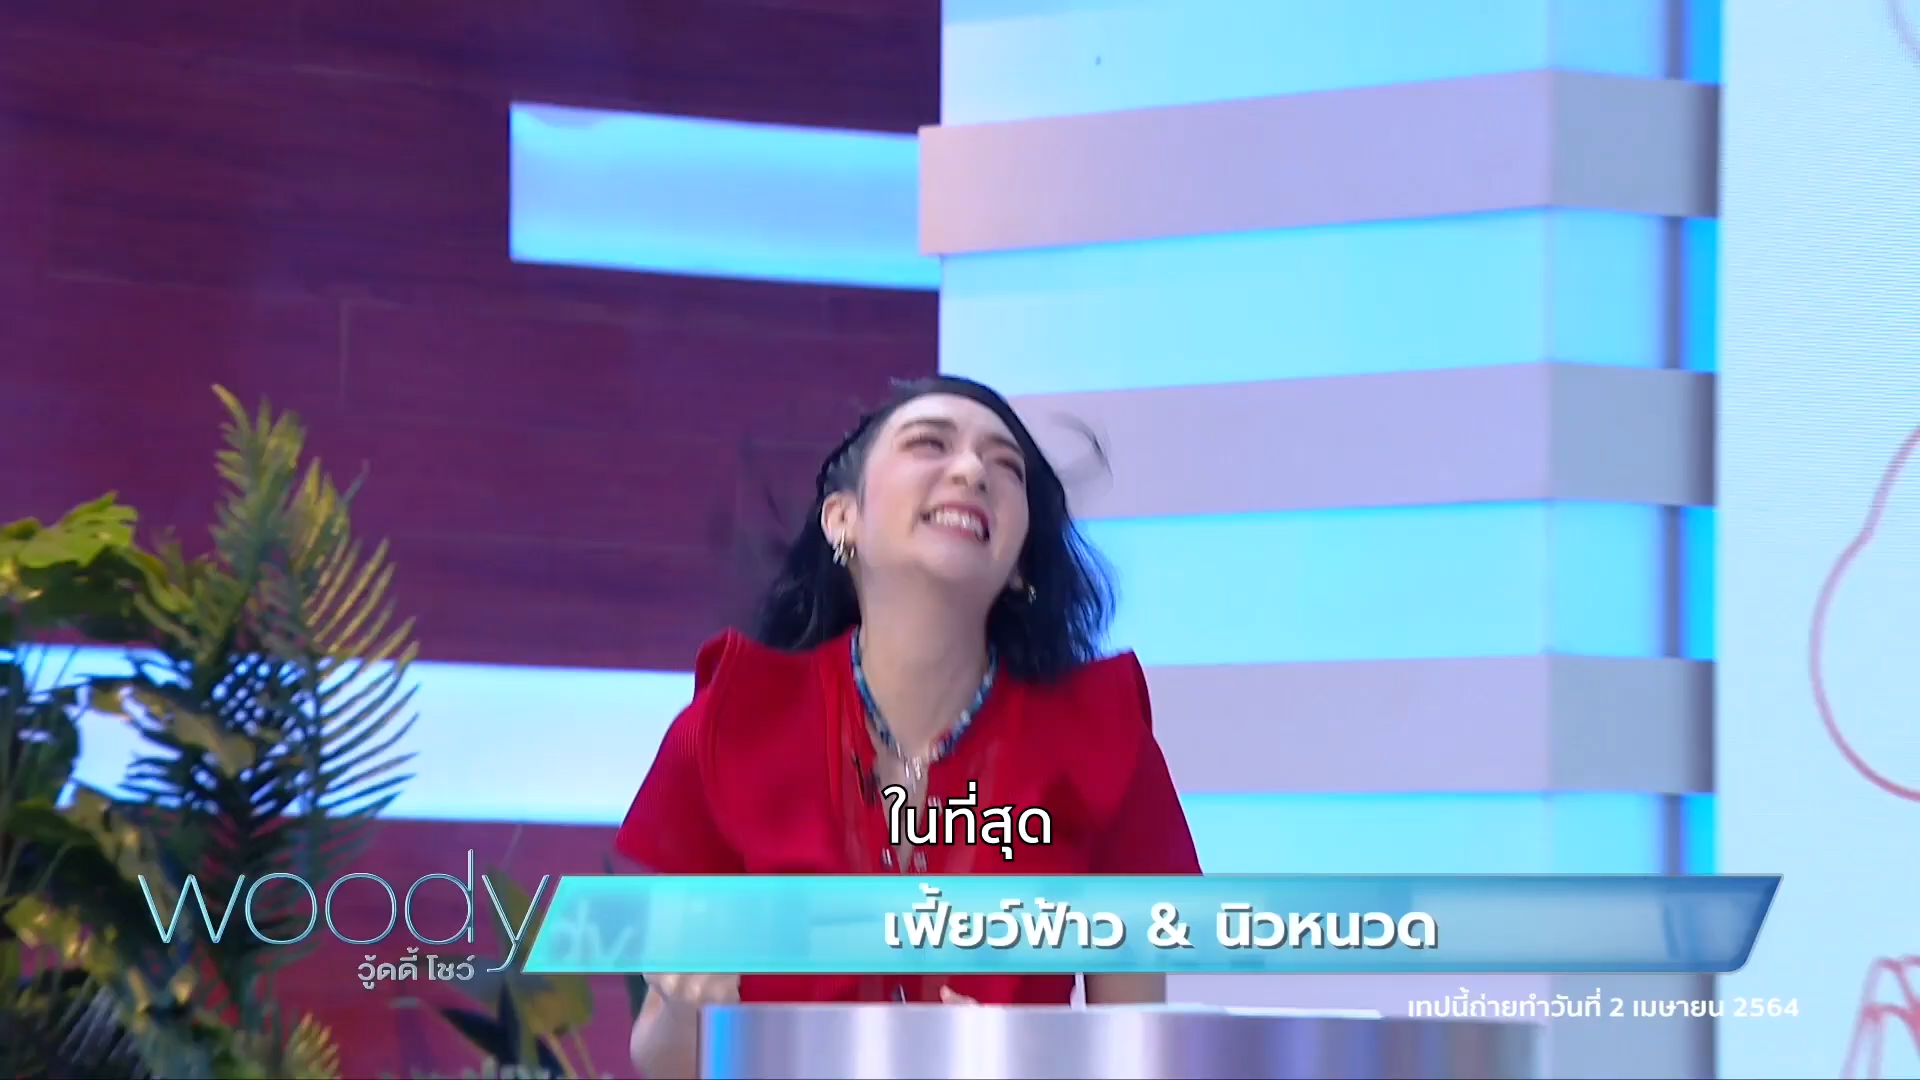 ในที่สุด
woody
วู้ดดี้ โชว์
เฟี้ยว์ฟ้าว & นิวหนวด
เทปนี้ถ่ายทำวันที่ 2 เมษายน 2564